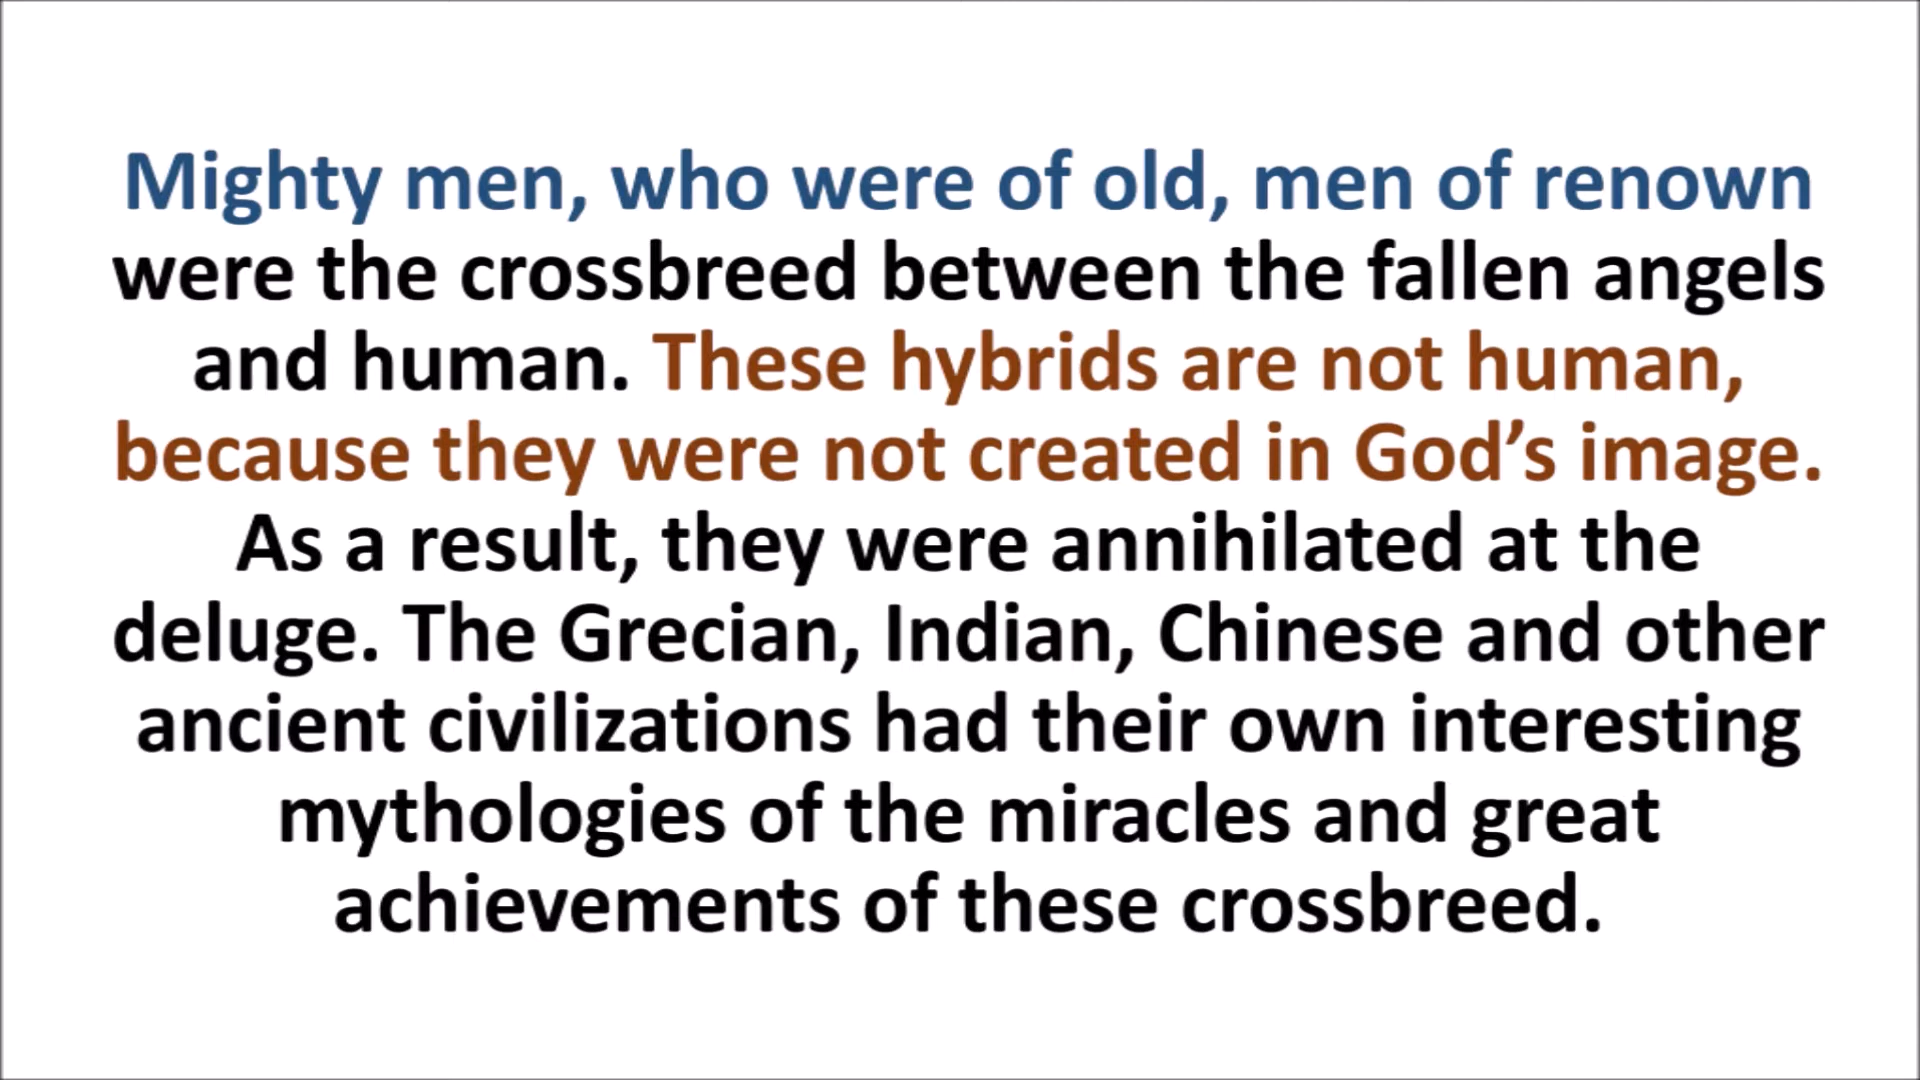 Mighty men, who were of old, men of renown
were the crossbreed between the fallen angels
and human. These hybrids are not human,
because they were not created in God’s image.
As a result, they were annihilated at the
deluge. The Grecian, Indian, Chinese and other
ancient civilizations had their own interesting
mythologies of the miracles and great
achievements of these crossbreed.